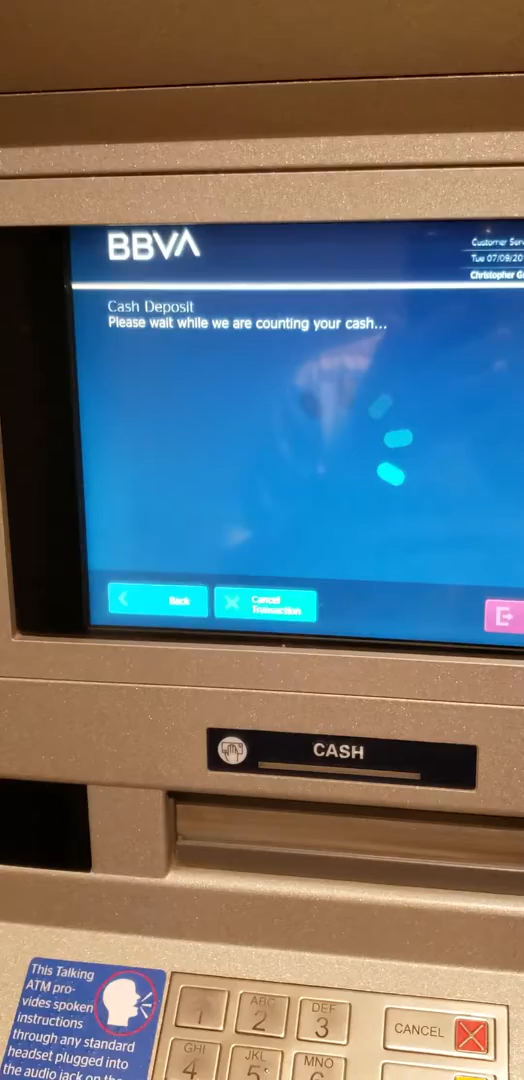 BBVA
Customer Serv
Tue 07/09/20
Christopher G
Cash Deposit
Please wait while we are counting your cash...
Back
Cancel
Transaction
CASH
This Talking
ATM pro-
vides spoken
instructions
through any standard
headset plugged into
the audio jack on the
1
ABC
2
DEF
3
CANCEL
GHI
4
JKL
5
MNO